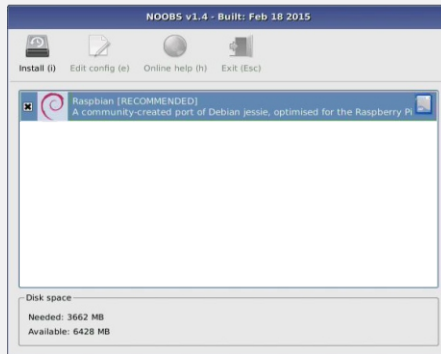 NOOBS v1.4 - Built: Feb 18 2015
Install (i) Edit config (e) Online help (h) Exit (Esc)
Raspbian [RECOMMENDED]
A community-created port of Debian jessie, optimised for the Raspberry Pi
Disk space
Needed: 3662 MB
Available: 6428 MB